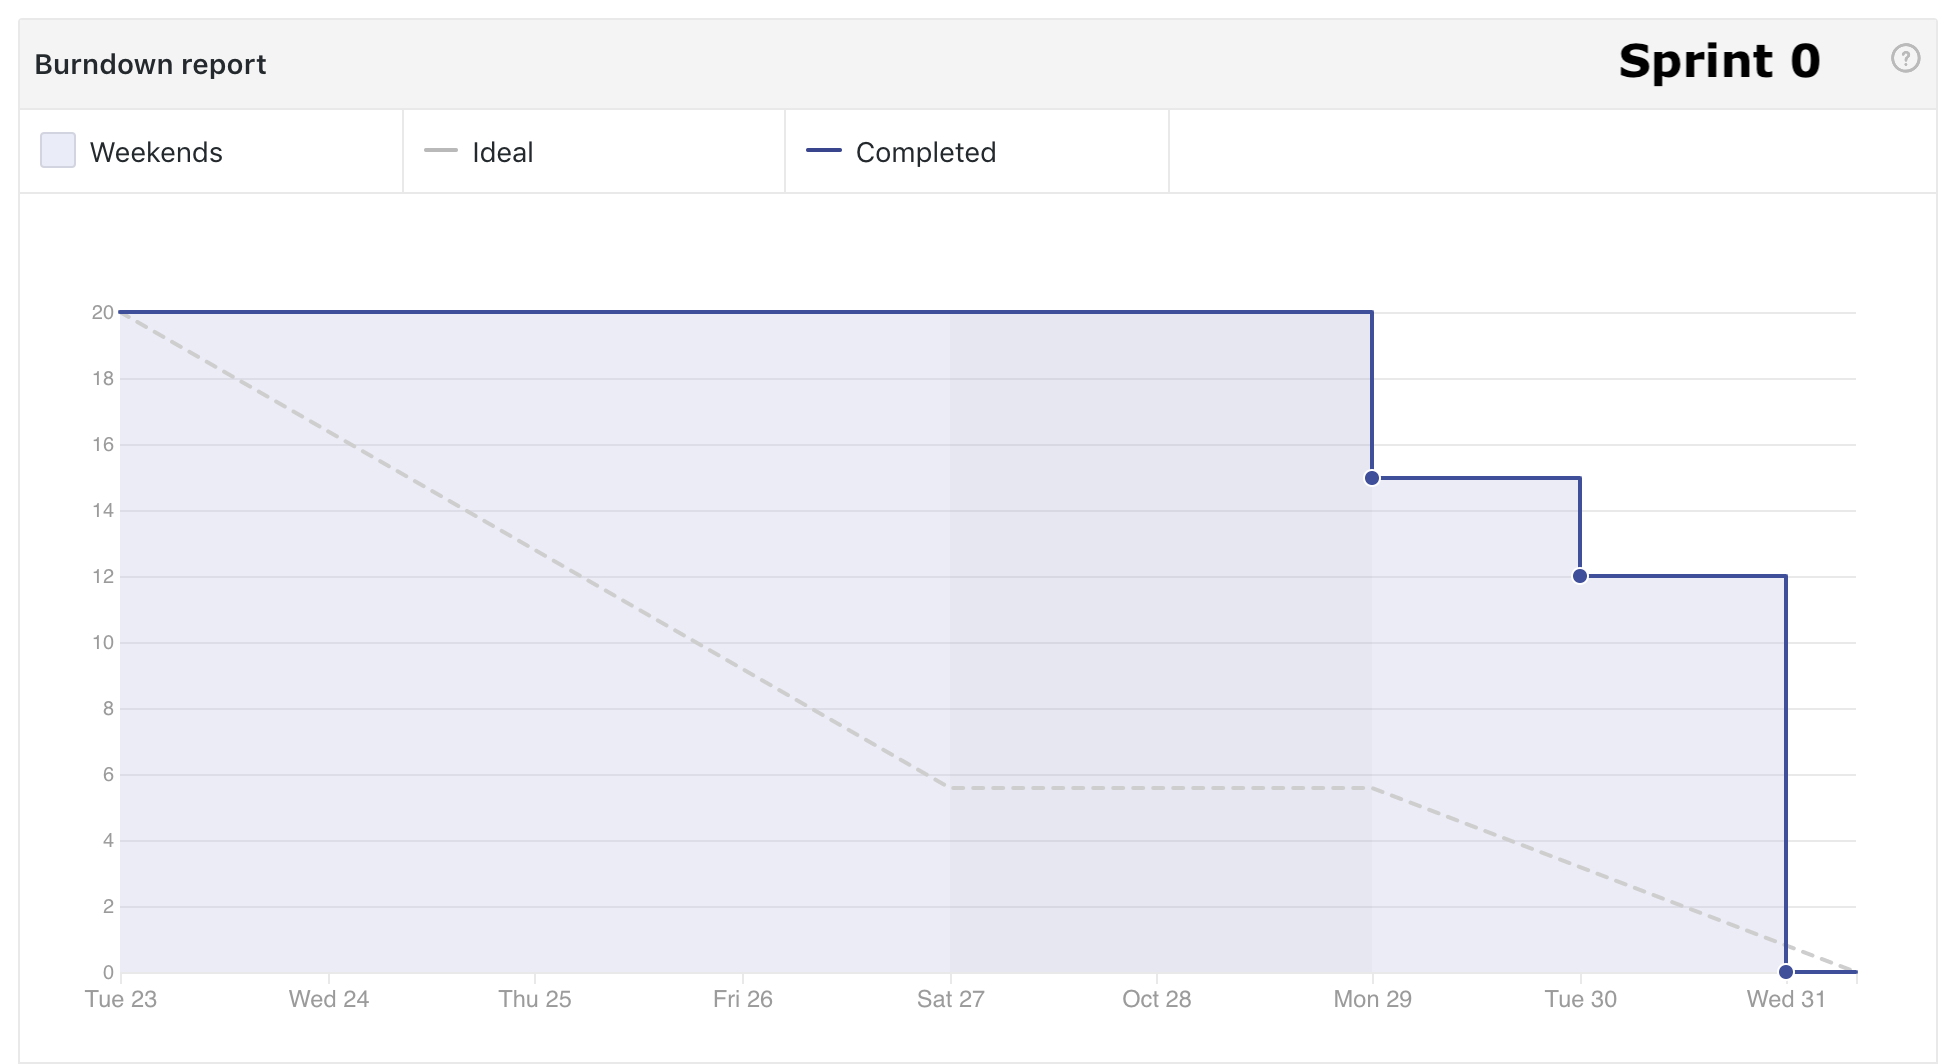 Burndown report
Sprint 0
?
Weekends
Ideal
Completed
20
18
16
14
12
10
8
6
4
2
0
Tue 23 Wed 24 Thu 25 Fri 26 Sat 27 Oct 28 Mon 29 Tue 30 Wed 31